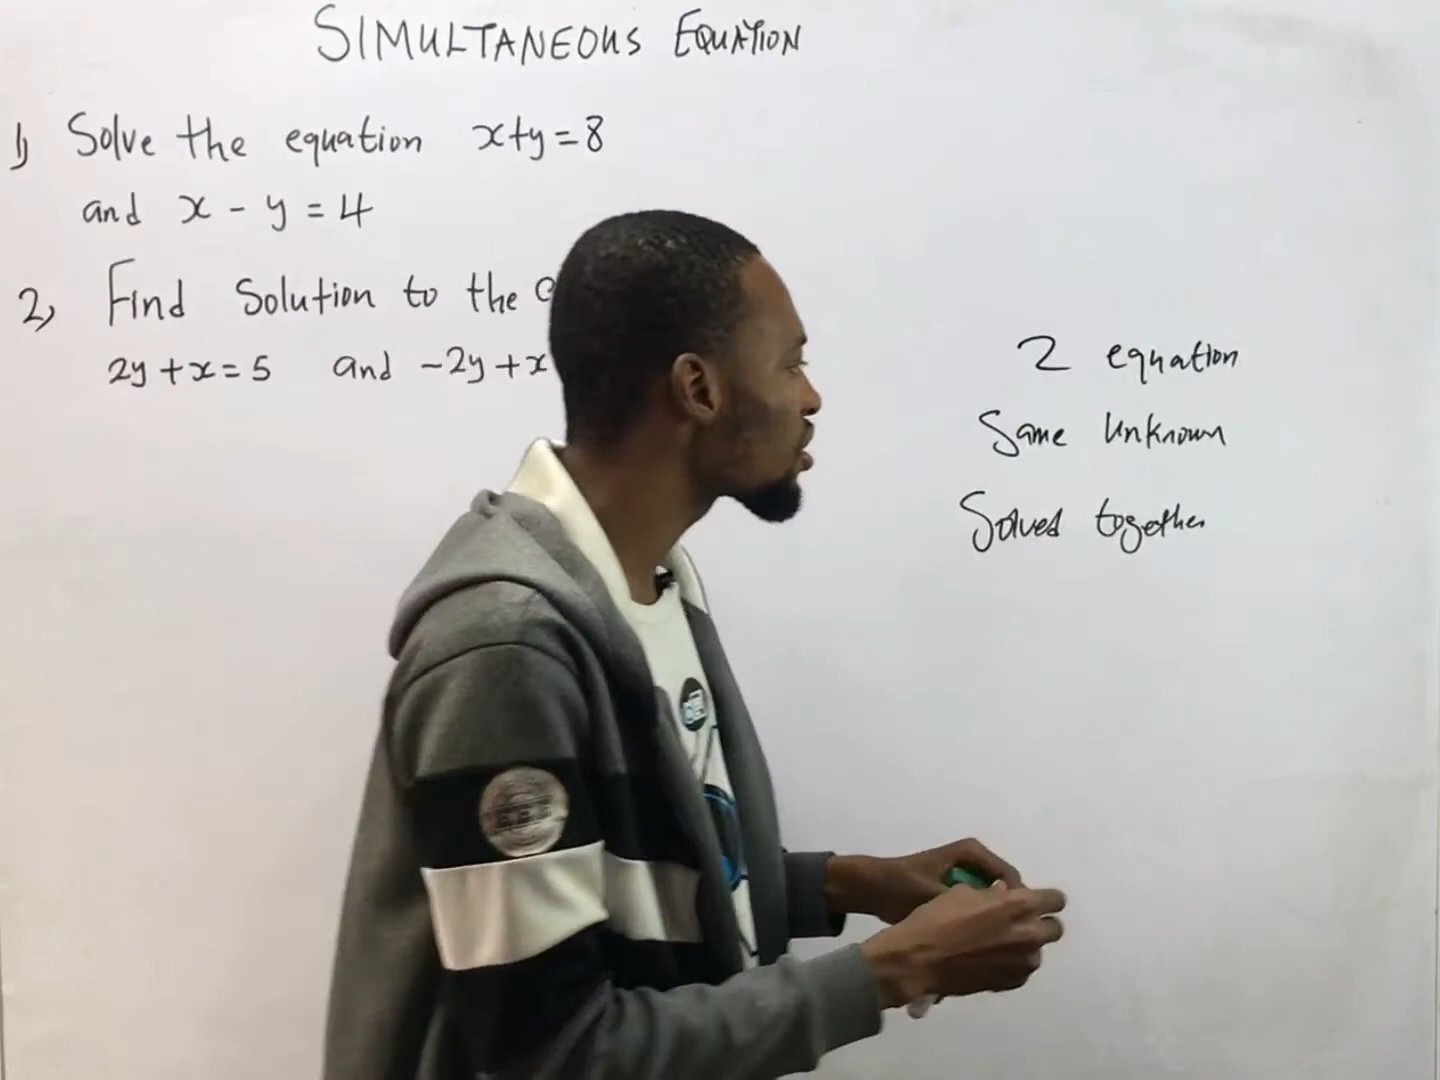 SIMULTANEOUS EQUATION
1) Solve the equation x+y=8
and x - y = 4
2) Find Solution to the
2y+x=5 and -2y+x
2 equation
Same Unknown
Solved together